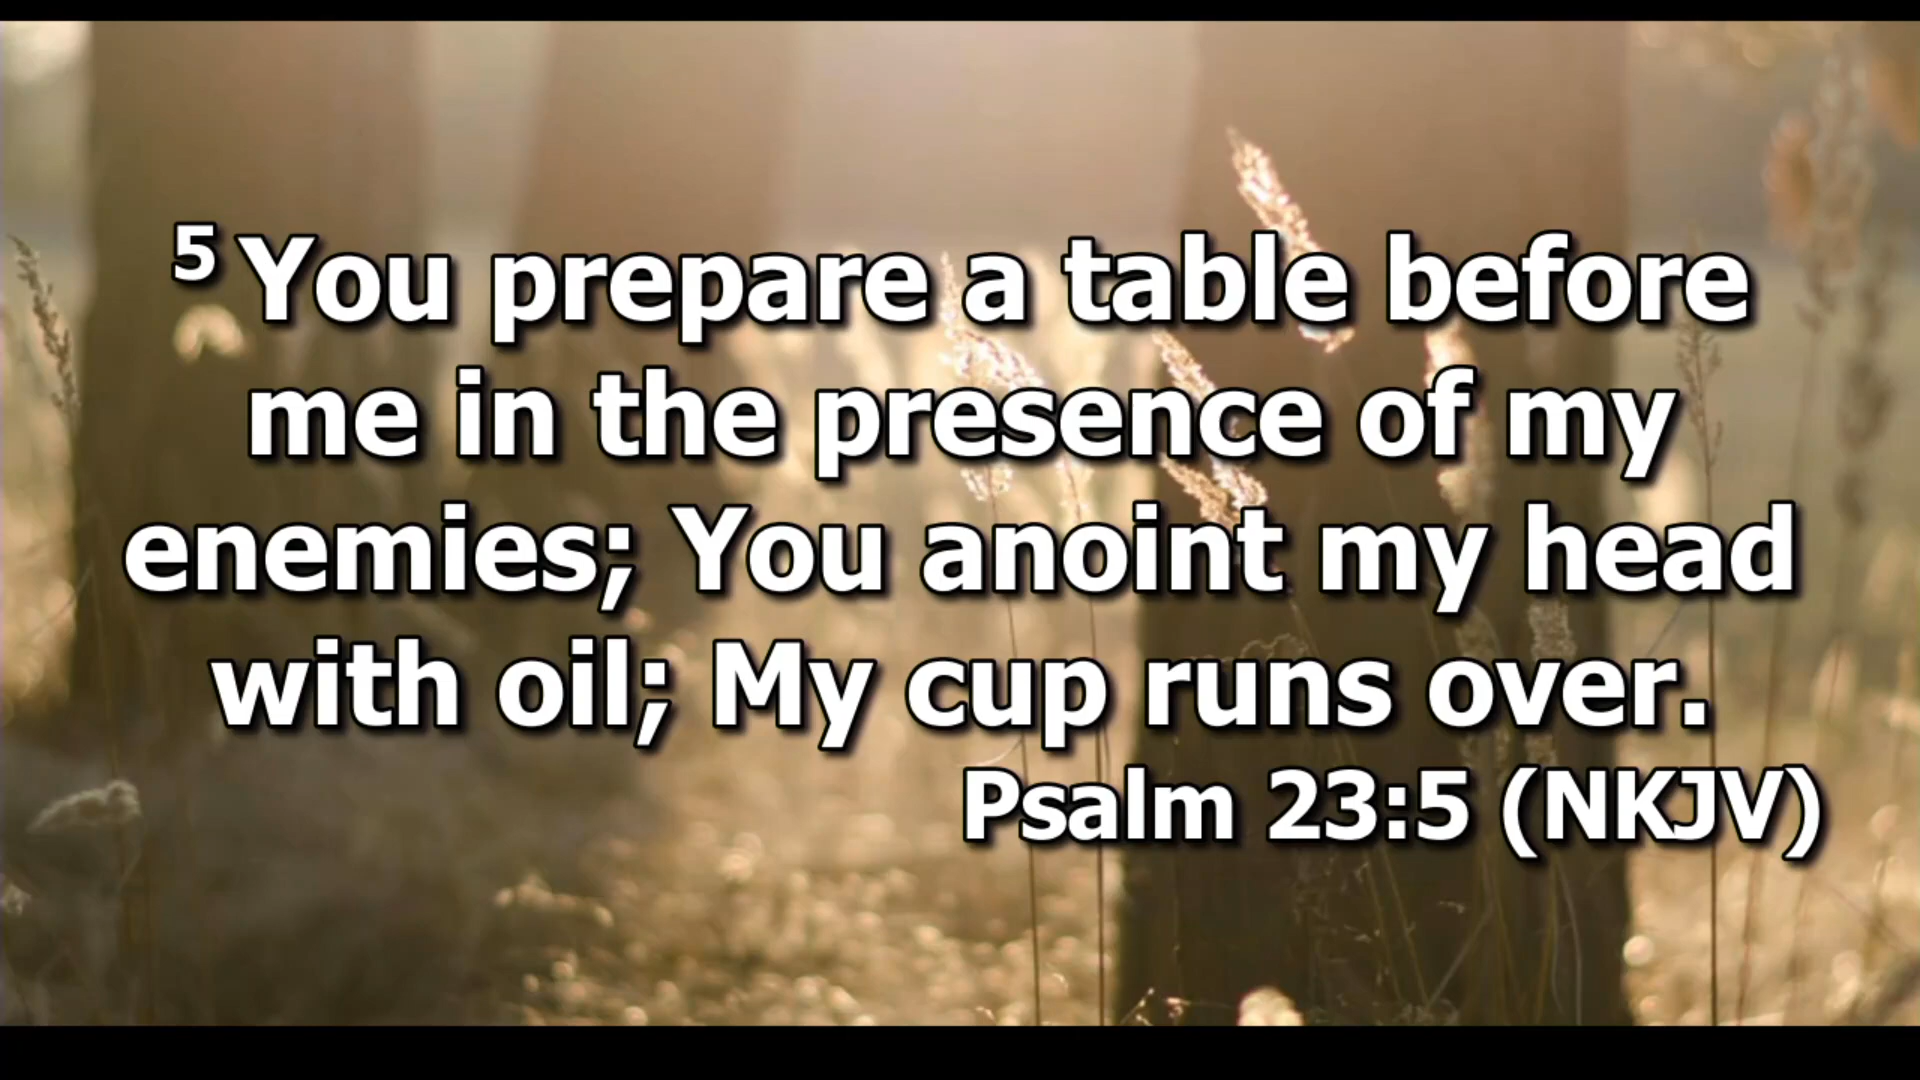 5 You prepare a table before
me in the presence of my
enemies; You anoint my head
with oil; My cup runs over.
Psalm 23:5 (NKJV)